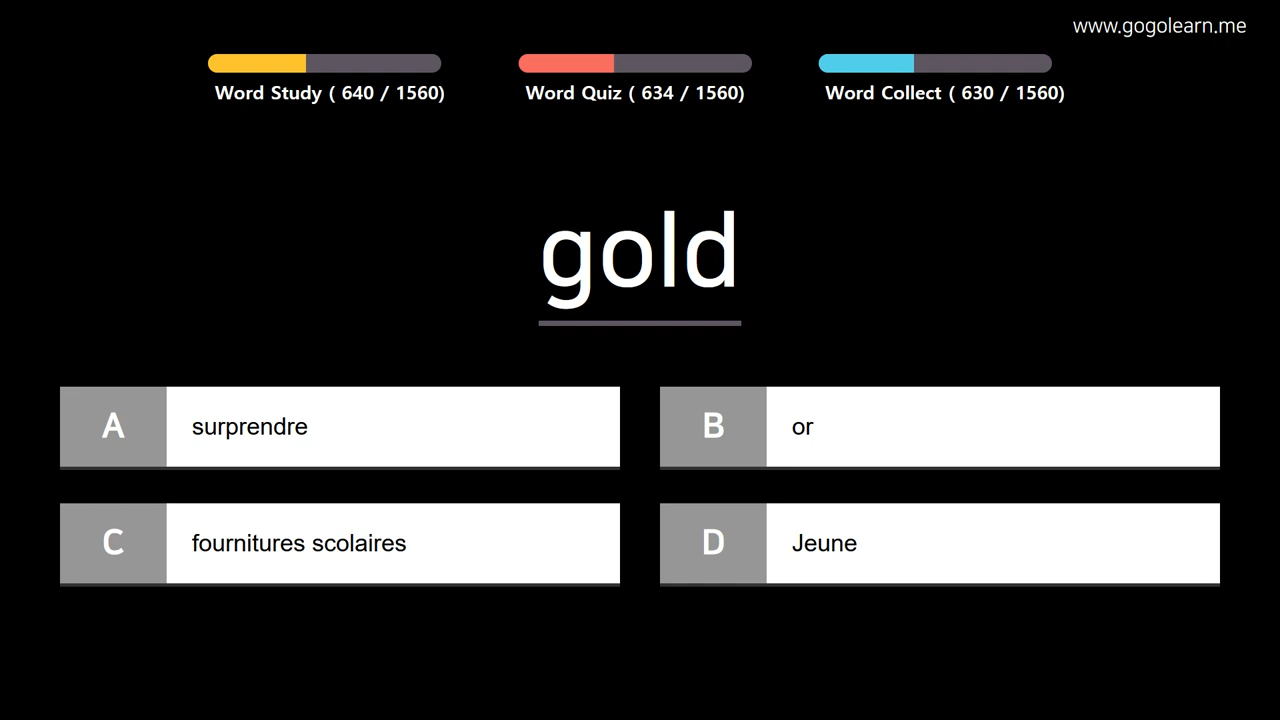 www.gogolearn.me
Word Study ( 640 / 1560)
Word Quiz ( 634 / 1560)
Word Collect ( 630 / 1560)
gold
A surprendre
B or
C fournitures scolaires
D Jeune